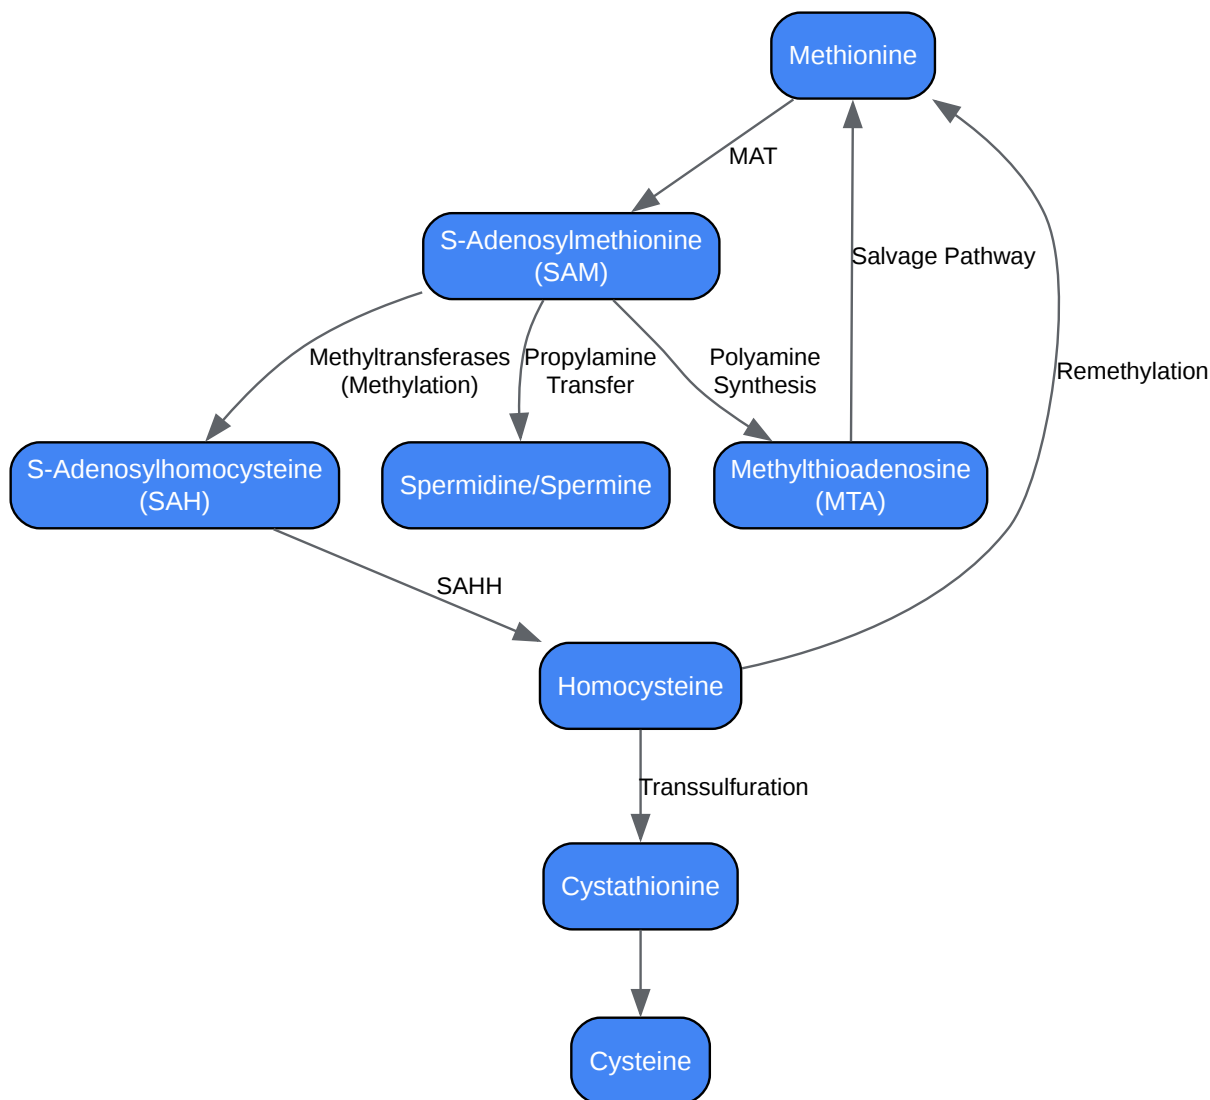 Methionine
MAT
S-Adenosylmethionine
(SAM)
Salvage Pathway
Methyltransferases
(Methylation)
Propylamine
Transfer
Polyamine
Synthesis
Remethylation
S-Adenosylhomocysteine
(SAH)
Spermidine/Spermine
Methylthioadenosine
(MTA)
SAHH
Homocysteine
Transsulfuration
Cystathionine
Cysteine